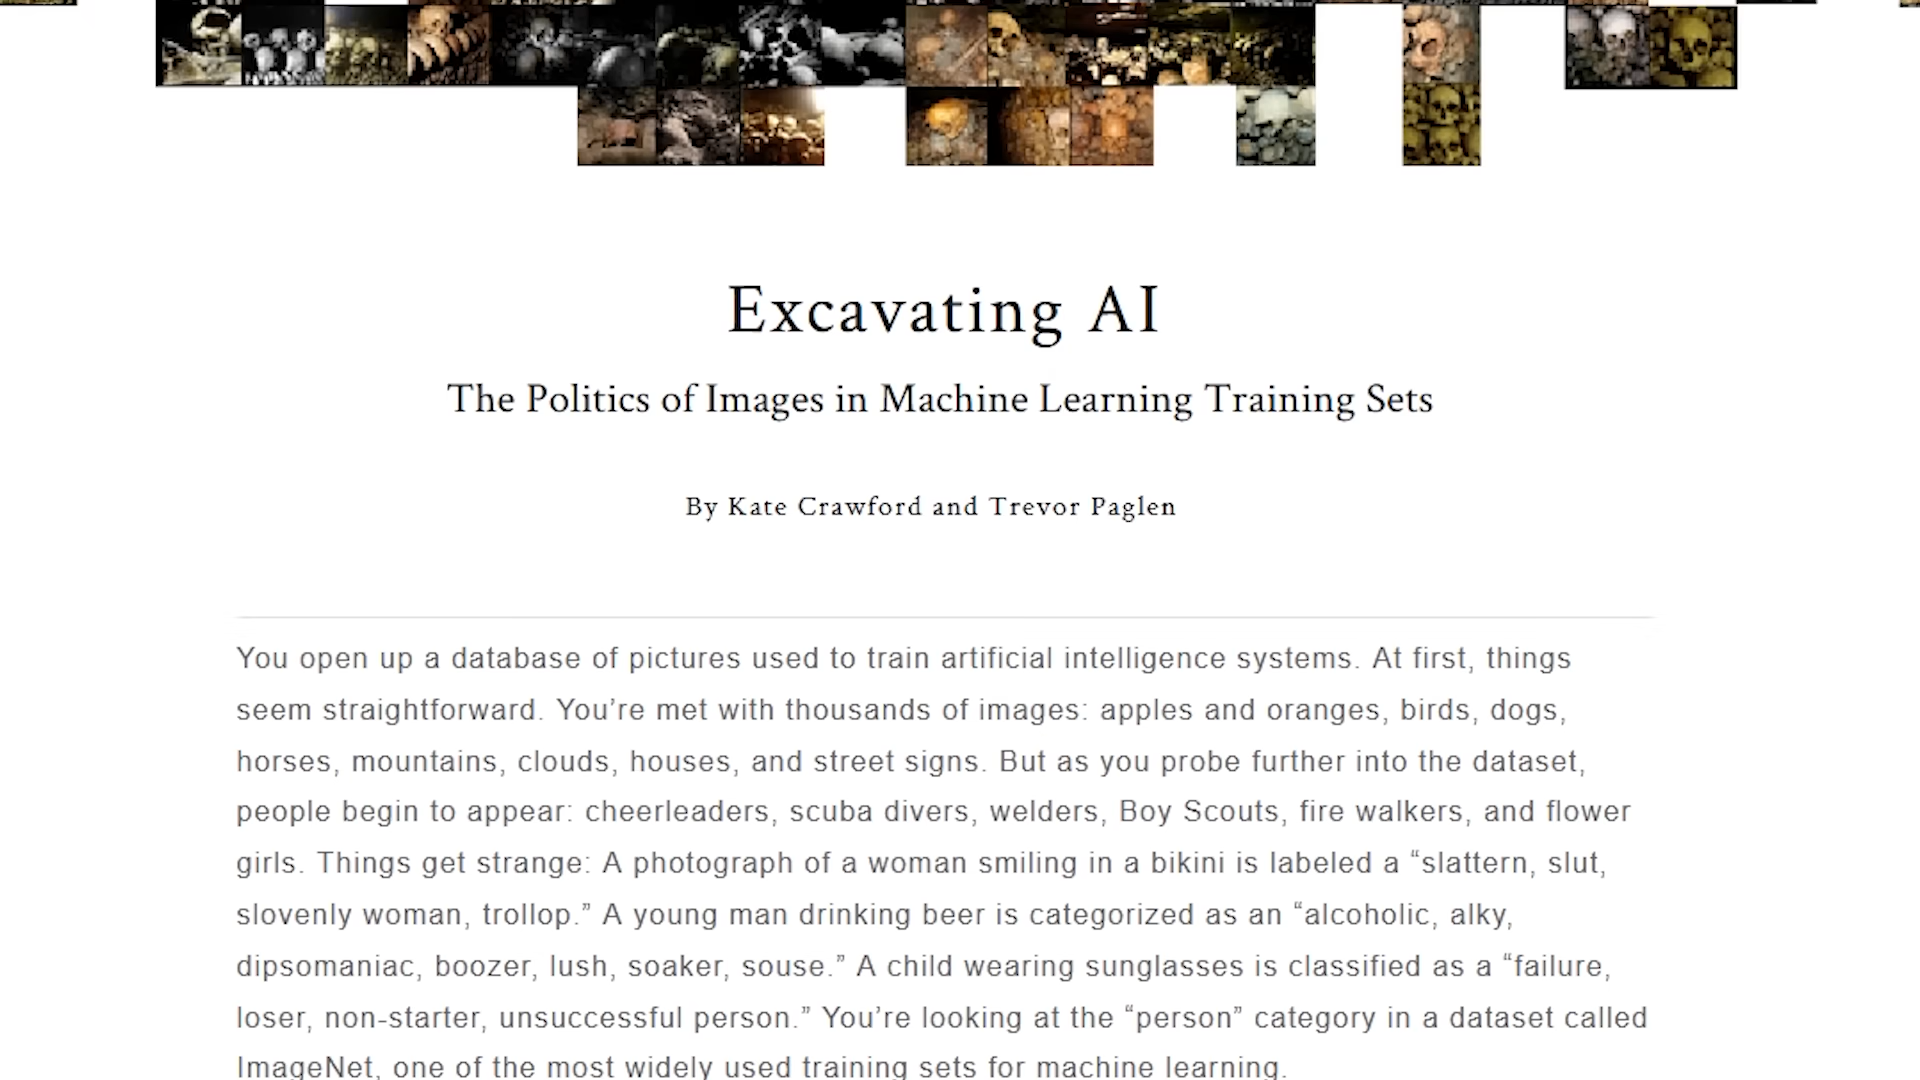 Excavating AI
The Politics of Images in Machine Learning Training Sets
By Kate Crawford and Trevor Paglen
You open up a database of pictures used to train artificial intelligence systems. At first, things
seem straightforward. You’re met with thousands of images: apples and oranges, birds, dogs,
horses, mountains, clouds, houses, and street signs. But as you probe further into the dataset,
people begin to appear: cheerleaders, scuba divers, welders, Boy Scouts, fire walkers, and flower
girls. Things get strange: A photograph of a woman smiling in a bikini is labeled a “slattern, slut,
slovenly woman, trollop.” A young man drinking beer is categorized as an “alcoholic, alky,
dipsomaniac, boozer, lush, soaker, souse.” A child wearing sunglasses is classified as a “failure,
loser, non-starter, unsuccessful person.” You’re looking at the “person” category in a dataset called
ImageNet, one of the most widely used training sets for machine learning.